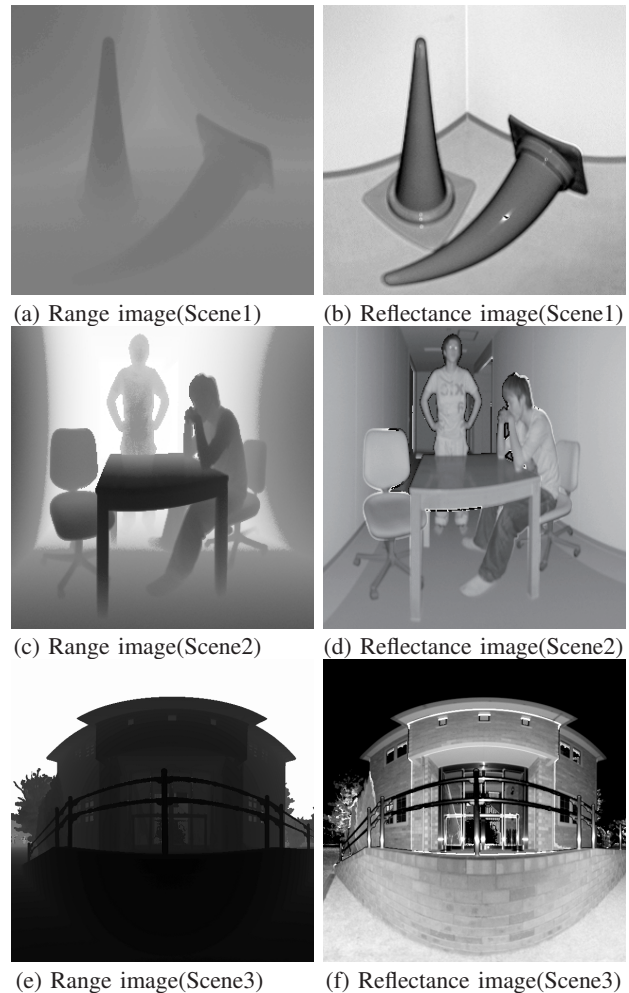 (a) Range image(Scene1)
(b) Reflectance image(Scene1)
(c) Range image(Scene2)
(d) Reflectance image(Scene2)
(e) Range image(Scene3)
(f) Reflectance image(Scene3)